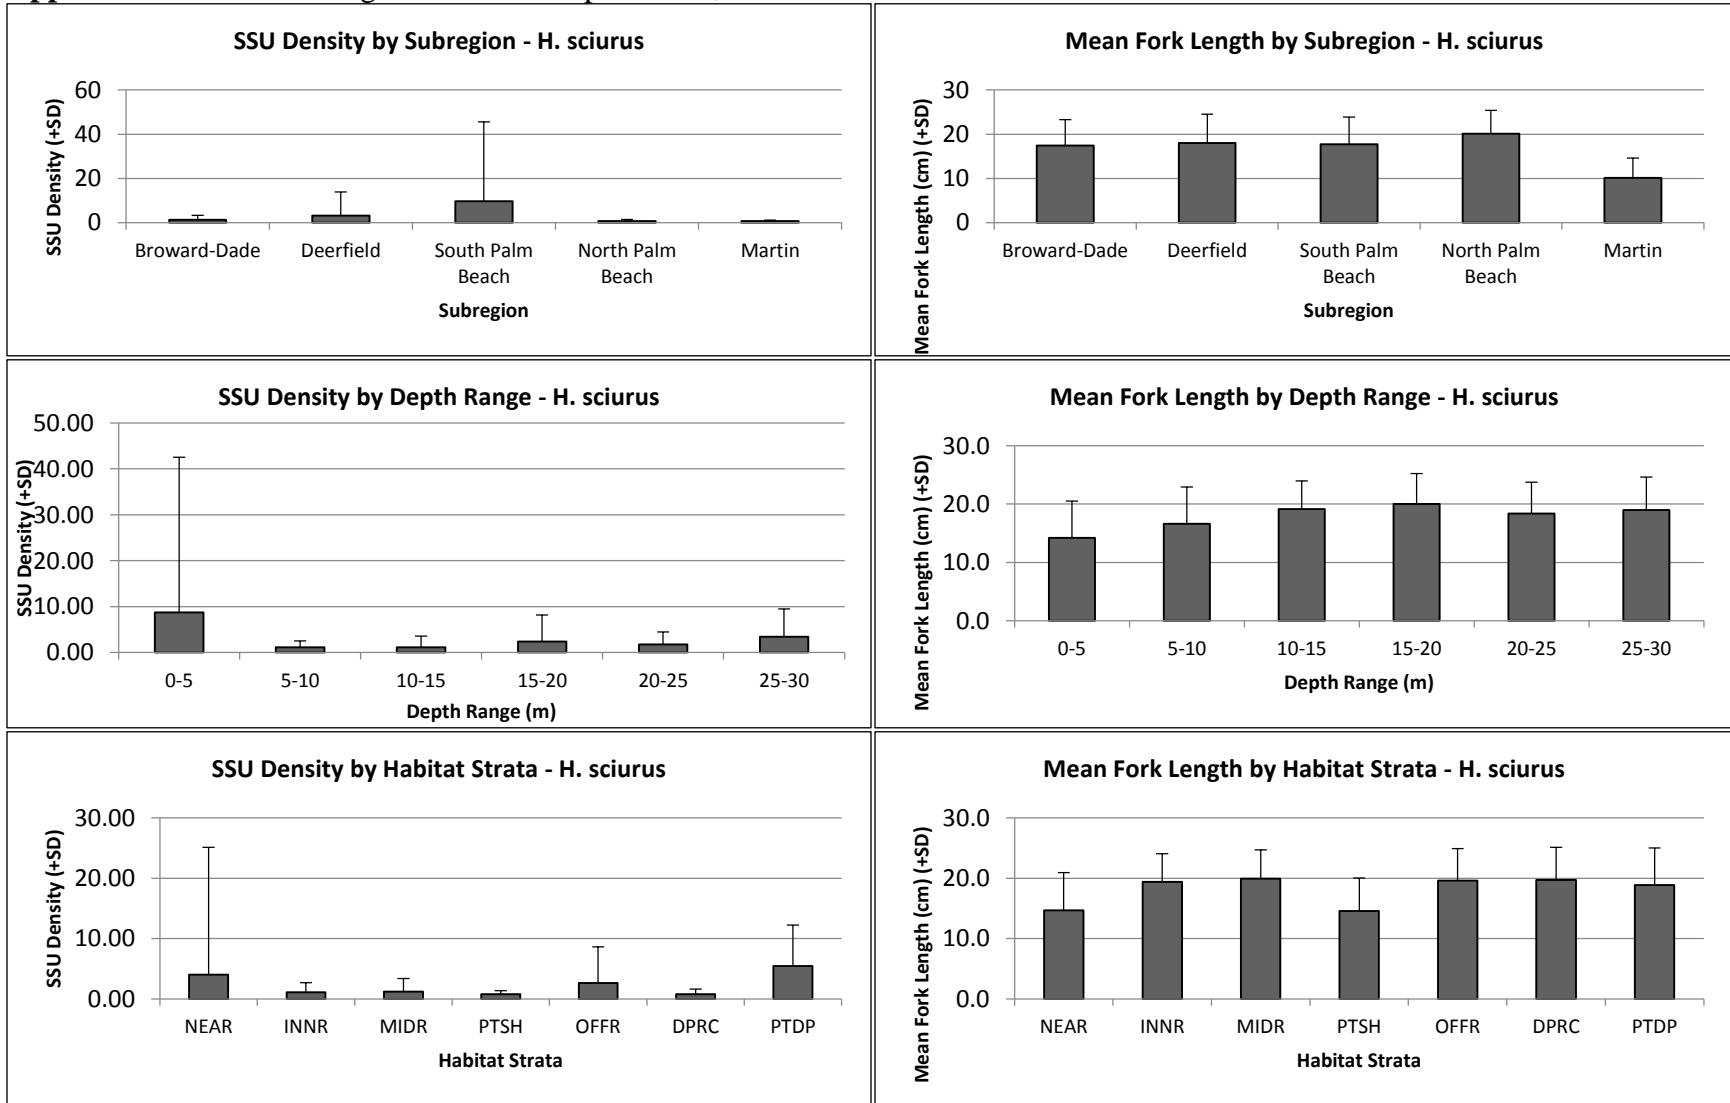 SSU Density by Subregion - H. sciurus
SSU Density (+SD)
60
40
20
0
Broward-Dade Deerfield South Palm Beach North Palm Beach Martin
Subregion
Mean Fork Length by Subregion - H. sciurus
Mean Fork Length (cm) (+SD)
30
20
10
0
Broward-Dade Deerfield South Palm Beach North Palm Beach Martin
Subregion
SSU Density by Depth Range - H. sciurus
SSU Density (+SD)
50.00
40.00
30.00
20.00
10.00
0.00
0-5 5-10 10-15 15-20 20-25 25-30
Depth Range (m)
Mean Fork Length by Depth Range - H. sciurus
Mean Fork Length (cm) (+SD)
30.0
20.0
10.0
0.0
0-5 5-10 10-15 15-20 20-25 25-30
Depth Range (m)
SSU Density by Habitat Strata - H. sciurus
SSU Density (+SD)
30.00
20.00
10.00
0.00
NEAR INNR MIDR PTSH OFFR DPRC PTDP
Habitat Strata
Mean Fork Length by Habitat Strata - H. sciurus
Mean Fork Length (cm) (+SD)
30.0
20.0
10.0
0.0
NEAR INNR MIDR PTSH OFFR DPRC PTDP
Habitat Strata